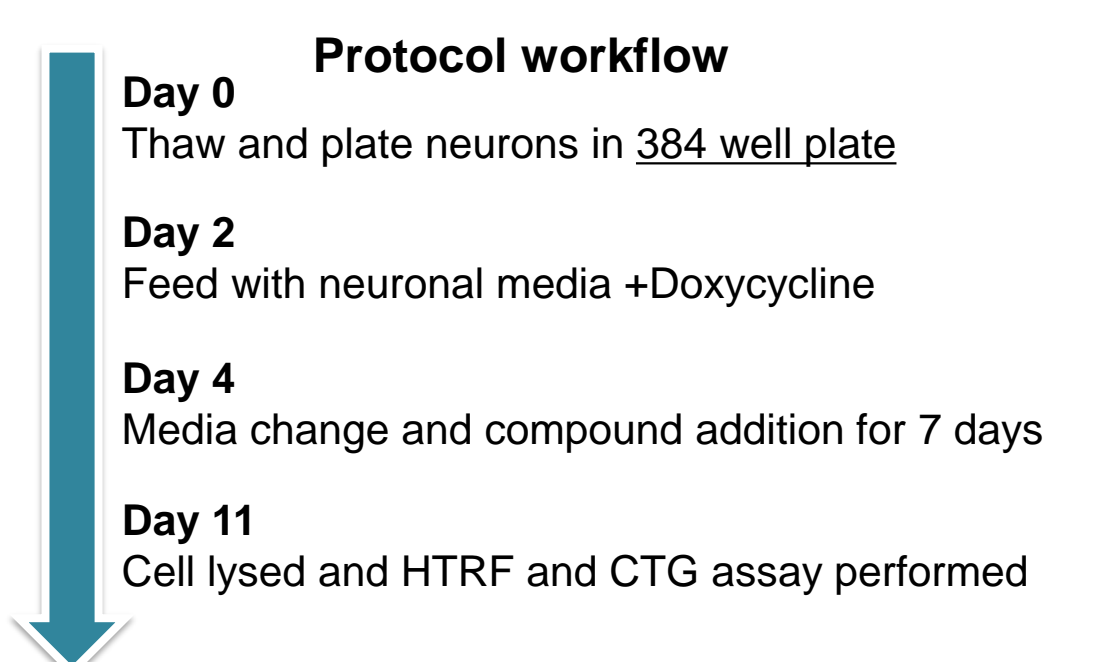 Protocol workflow
Day 0
Thaw and plate neurons in 384 well plate
Day 2
Feed with neuronal media +Doxycycline
Day 4
Media change and compound addition for 7 days
Day 11
Cell lysed and HTRF and CTG assay performed